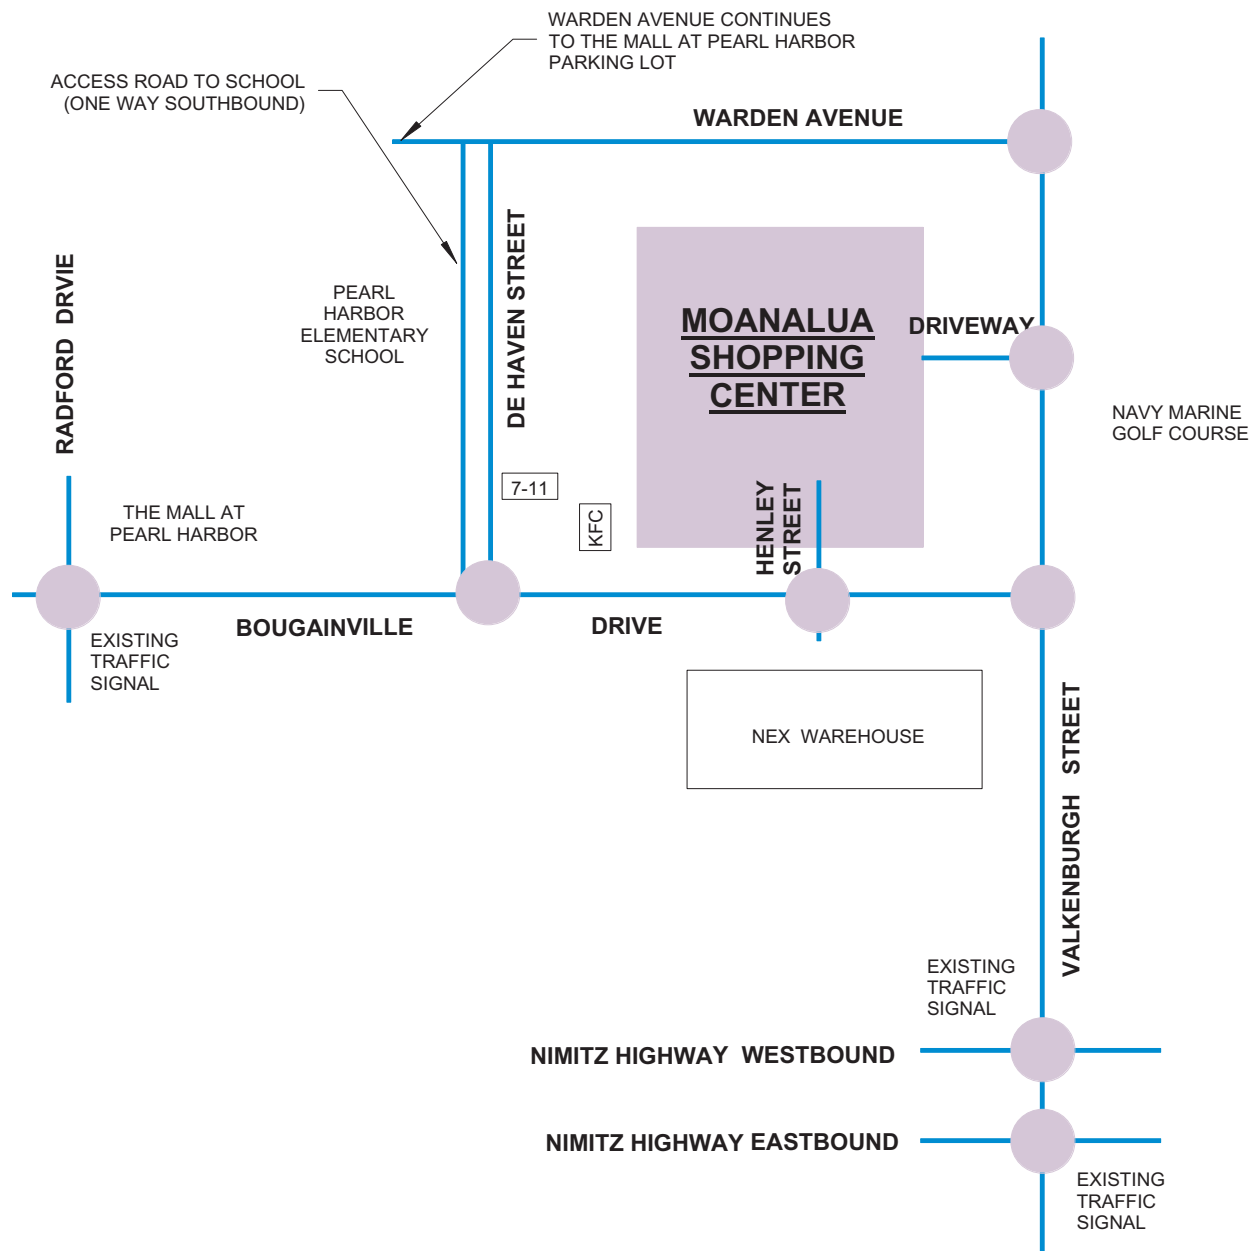 WARDEN AVENUE CONTINUES
TO THE MALL AT PEARL HARBOR
PARKING LOT
ACCESS ROAD TO SCHOOL
(ONE WAY SOUTHBOUND)
WARDEN AVENUE
RADFORD DRVIE
PEARL
HARBOR
ELEMENTARY
SCHOOL
DE HAVEN STREET
MOANALUA
SHOPPING
CENTER
DRIVEWAY
NAVY MARINE
GOLF COURSE
THE MALL AT
PEARL HARBOR
7-11
KFC
HENLEY
STREET
EXISTING
TRAFFIC
SIGNAL
BOUGAINVILLE DRIVE
NEX WAREHOUSE
VALKENBURGH STREET
EXISTING
TRAFFIC
SIGNAL
NIMITZ HIGHWAY WESTBOUND
NIMITZ HIGHWAY EASTBOUND
EXISTING
TRAFFIC
SIGNAL